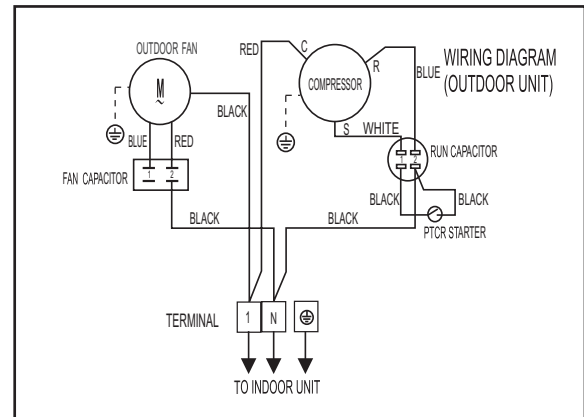 WIRING DIAGRAM
(OUTDOOR UNIT)
OUTDOOR FAN
M
~
BLUE
RED
FAN CAPACITOR
1
2
BLACK
BLACK
RED
C
COMPRESSOR
R
S
WHITE
BLUE
RUN CAPACITOR
1
2
BLACK
BLACK
PTCR STARTER
BLACK
TERMINAL
1
N
TO INDOOR UNIT